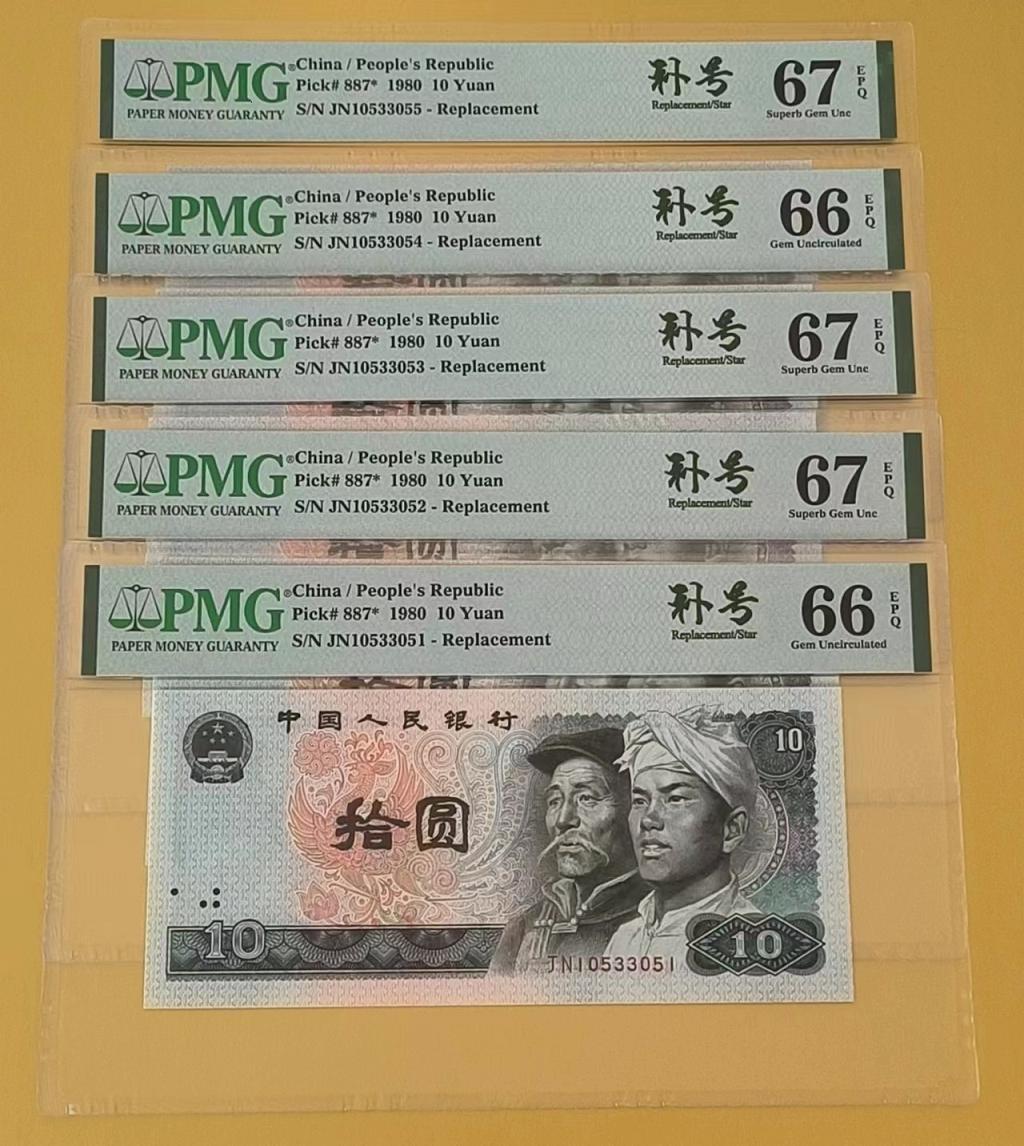 PMG®
PAPER MONEY GUARANTY
China / People's Republic
Pick# 887* 1980 10 Yuan
S/N JN10533055 - Replacement
补号
Replacement/Star
67 EPQ
Superb Gem Unc
PMG®
PAPER MONEY GUARANTY
China / People's Republic
Pick# 887* 1980 10 Yuan
S/N JN10533054 - Replacement
补号
Replacement/Star
66 EPQ
Gem Uncirculated
PMG®
PAPER MONEY GUARANTY
China / People's Republic
Pick# 887* 1980 10 Yuan
S/N JN10533053 - Replacement
补号
Replacement/Star
67 EPQ
Superb Gem Unc
PMG®
PAPER MONEY GUARANTY
China / People's Republic
Pick# 887* 1980 10 Yuan
S/N JN10533052 - Replacement
补号
Replacement/Star
67 EPQ
Superb Gem Unc
PMG®
PAPER MONEY GUARANTY
China / People's Republic
Pick# 887* 1980 10 Yuan
S/N JN10533051 - Replacement
补号
Replacement/Star
66 EPQ
Gem Uncirculated
中国人民银行
10
拾圆
10
JN10533051
10